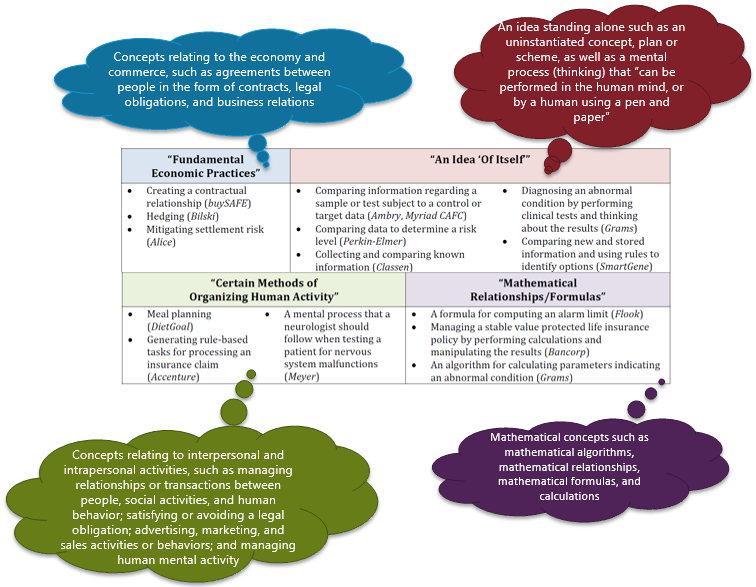 Concepts relating to the economy and
commerce, such as agreements between
people in the form of contracts, legal
obligations, and business relations
An idea standing alone such as an
uninstantiated concept, plan or
scheme, as well as a mental
process (thinking) that “can be
performed in the human mind, or
by a human using a pen and
paper”
“Fundamental
Economic Practices”
• Creating a contractual
relationship (buySAFE)
• Hedging (Bilski)
• Mitigating settlement risk
(Alice)
“An Idea ‘Of Itself’”
• Comparing information regarding a
sample or test subject to a control or
target data (Ambry, Myriad CAFC)
• Comparing data to determine a risk
level (Perkin-Elmer)
• Collecting and comparing known
information (Classen)
• Diagnosing an abnormal
condition by performing
clinical tests and thinking
about the results (Grams)
• Comparing new and stored
information and using rules to
identify options (SmartGene)
“Certain Methods of
Organizing Human Activity”
• Meal planning
(DietGoal)
• Generating rule-based
tasks for processing an
insurance claim
(Accenture)
• A mental process that a
neurologist should
follow when testing a
patient for nervous
system malfunctions
(Meyer)
“Mathematical
Relationships/Formulas”
• A formula for computing an alarm limit (Flook)
• Managing a stable value protected life insurance
policy by performing calculations and
manipulating the results (Bancorp)
• An algorithm for calculating parameters indicating
an abnormal condition (Grams)
Concepts relating to interpersonal and
intrapersonal activities, such as managing
relationships or transactions between
people, social activities, and human
behavior; satisfying or avoiding a legal
obligation; advertising, marketing, and
sales activities or behaviors; and managing
human mental activity
Mathematical concepts such as
mathematical algorithms,
mathematical relationships,
mathematical formulas, and
calculations